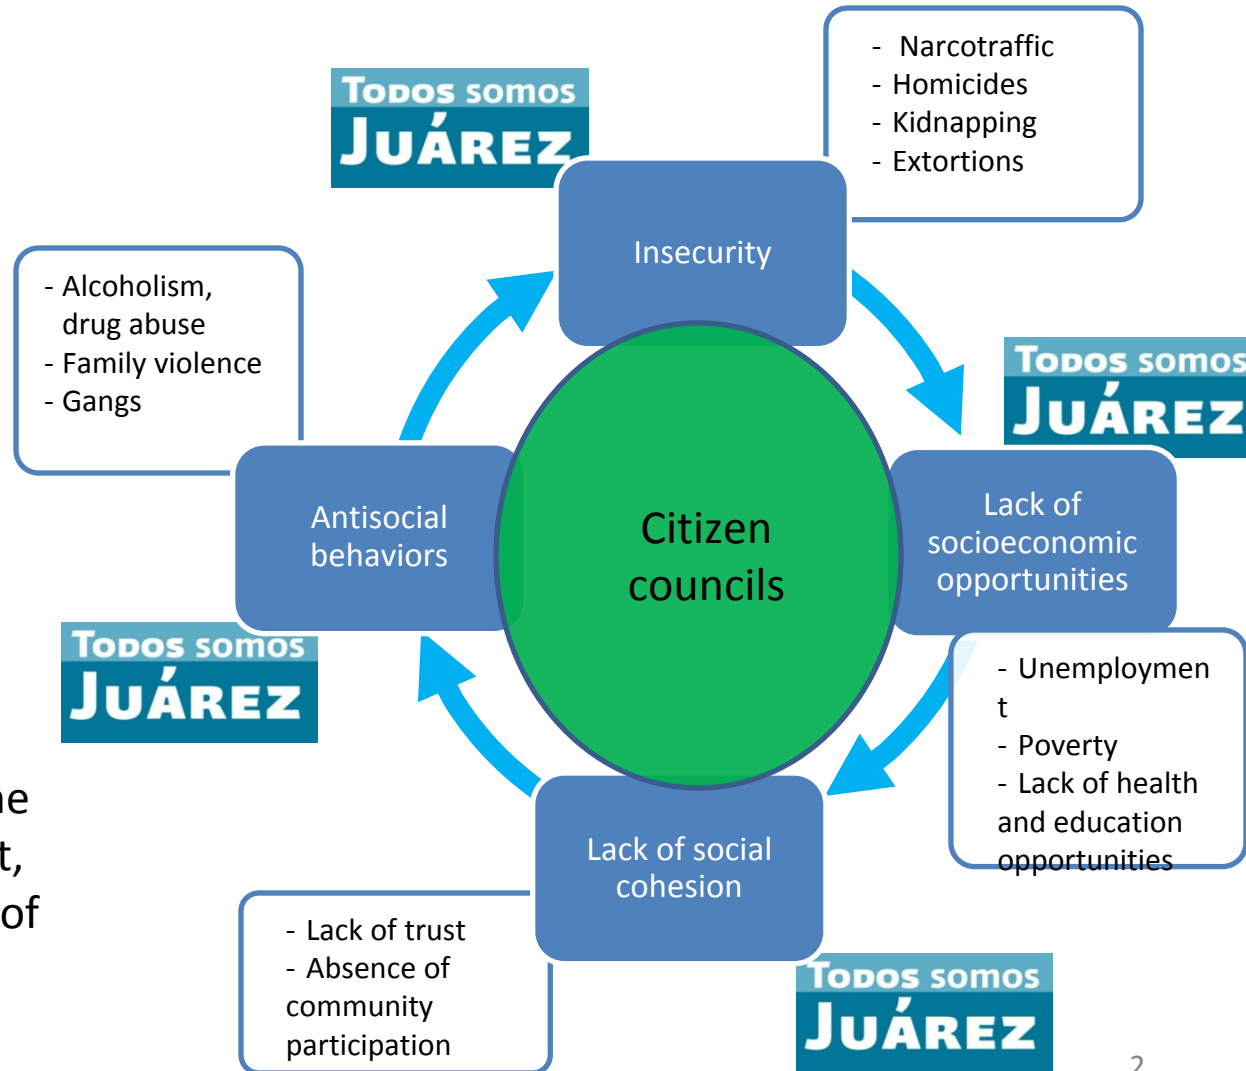 - Narcotraffic
- Homicides
- Kidnapping
- Extortions
TODOS SOMOS
JUÁREZ
Insecurity
- Alcoholism,
drug abuse
- Family violence
- Gangs
TODOS SOMOS
JUÁREZ
Antisocial
behaviors
Citizen
councils
Lack of
socioeconomic
opportunities
TODOS SOMOS
JUÁREZ
- Unemploymen
t
- Poverty
- Lack of health
and education
opportunities
Lack of social
cohesion
- Lack of trust
- Absence of
community
participation
t,
of
TODOS SOMOS
JUÁREZ
2